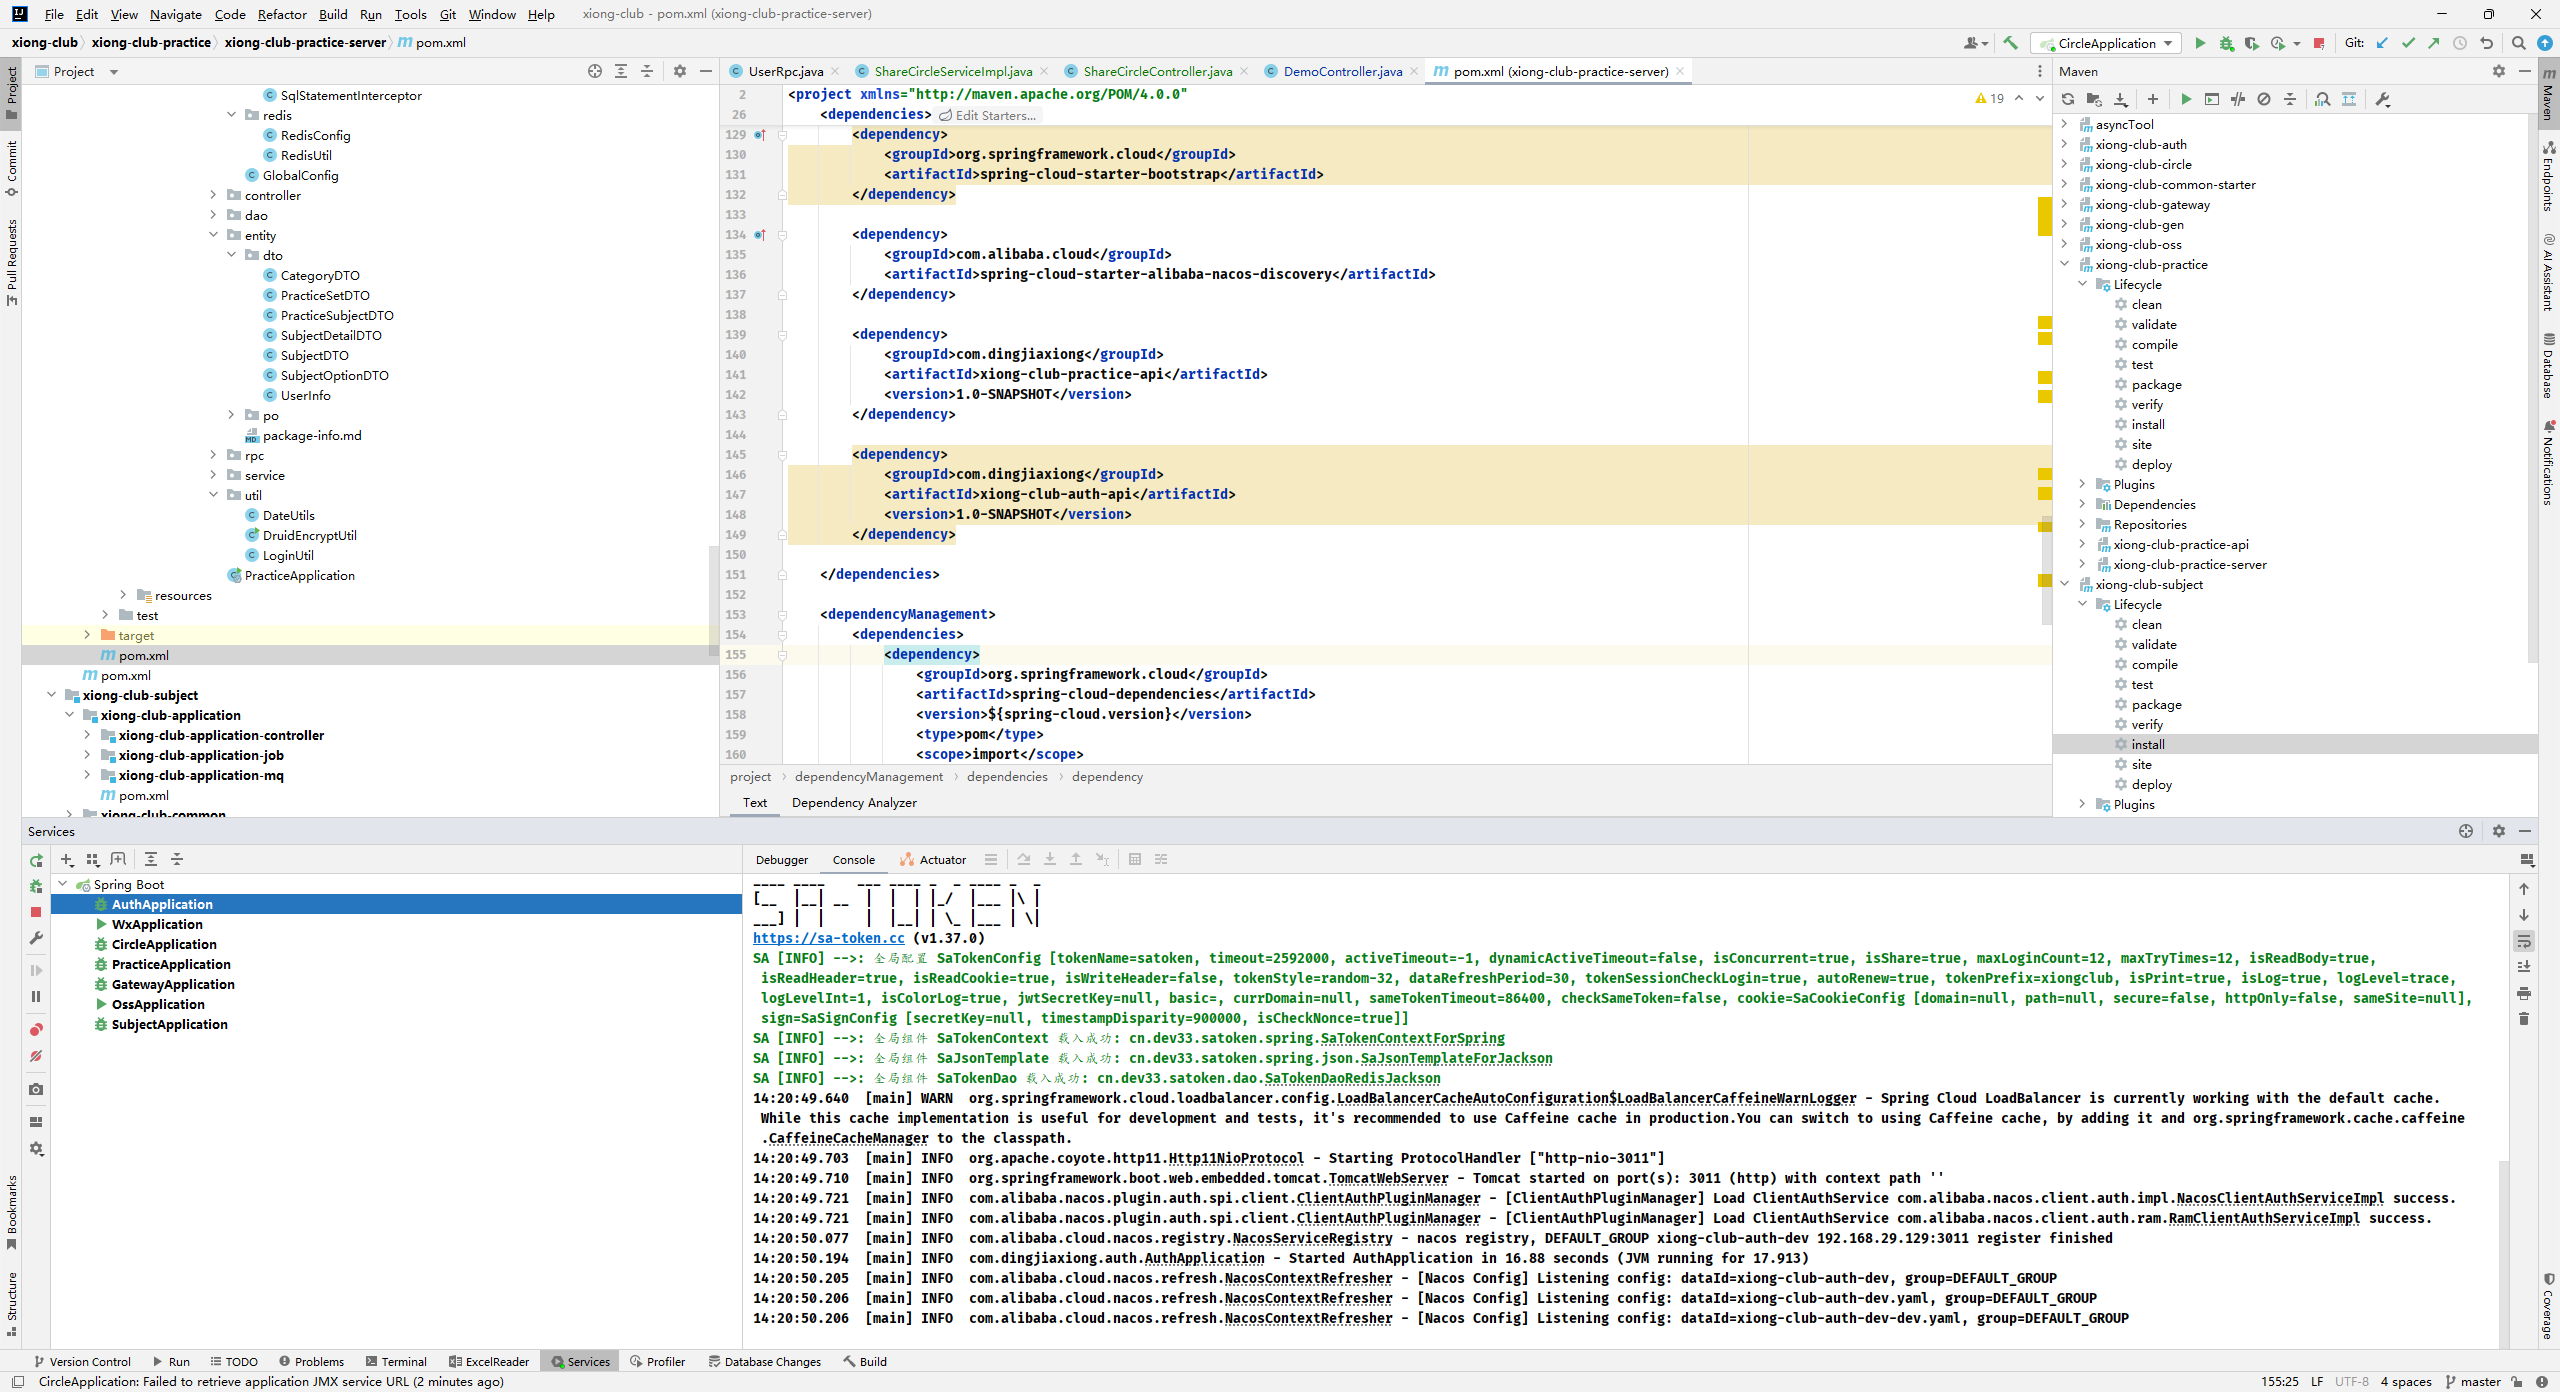 File Edit View Navigate Code Refactor Build Run Tools Git Window Help xiong-club - pom.xml (xiong-club-practice-server)
xiong-club xiong-club-practice xiong-club-practice-server pom.xml
CircleApplication
Git:
Project
UserRpc.java
ShareCircleServiceImpl.java
ShareCircleController.java
DemoController.java
pom.xml (xiong-club-practice-server)
Maven
Project
Commit
Pull Requests
Bookmarks
Structure
SqlStatementInterceptor
redis
RedisConfig
RedisUtil
GlobalConfig
controller
dao
entity
dto
CategoryDTO
PracticeSetDTO
PracticeSubjectDTO
SubjectDetailDTO
SubjectDTO
SubjectOptionDTO
UserInfo
po
package-info.md
rpc
service
util
DateUtils
DruidEncryptUtil
LoginUtil
PracticeApplication
resources
test
target
pom.xml
pom.xml
xiong-club-subject
xiong-club-application
xiong-club-application-controller
xiong-club-application-job
xiong-club-application-mq
pom.xml
xiong-club-common
2 <project xmlns="http://maven.apache.org/POM/4.0.0"
19
26 <dependencies> Edit Starters...
129 <dependency>
130 <groupId>org.springframework.cloud</groupId>
131 <artifactId>spring-cloud-starter-bootstrap</artifactId>
132 </dependency>
133
134 <dependency>
135 <groupId>com.alibaba.cloud</groupId>
136 <artifactId>spring-cloud-starter-alibaba-nacos-discovery</artifactId>
137 </dependency>
138
139 <dependency>
140 <groupId>com.dingjiaxiong</groupId>
141 <artifactId>xiong-club-practice-api</artifactId>
142 <version>1.0-SNAPSHOT</version>
143 </dependency>
144
145 <dependency>
146 <groupId>com.dingjiaxiong</groupId>
147 <artifactId>xiong-club-auth-api</artifactId>
148 <version>1.0-SNAPSHOT</version>
149 </dependency>
150
151 </dependencies>
152
153 <dependencyManagement>
154 <dependencies>
155 <dependency>
156 <groupId>org.springframework.cloud</groupId>
157 <artifactId>spring-cloud-dependencies</artifactId>
158 <version>${spring-cloud.version}</version>
159 <type>pom</type>
160 <scope>import</scope>
project dependencyManagement dependencies dependency
Text Dependency Analyzer
asyncTool
xiong-club-auth
xiong-club-circle
xiong-club-common-starter
xiong-club-gateway
xiong-club-gen
xiong-club-oss
xiong-club-practice
Lifecycle
clean
validate
compile
test
package
verify
install
site
deploy
Plugins
Dependencies
Repositories
xiong-club-practice-api
xiong-club-practice-server
xiong-club-subject
Lifecycle
clean
validate
compile
test
package
verify
install
site
deploy
Plugins
Maven
Endpoints
AI Assistant
Database
Notifications
Coverage
Services
Debugger Console Actuator
Spring Boot
AuthApplication
WxApplication
CircleApplication
PracticeApplication
GatewayApplication
OssApplication
SubjectApplication
https://sa-token.cc (v1.37.0)
SA [INFO] -->: 全局配置 SaTokenConfig [tokenName=satoken, timeout=2592000, activeTimeout=-1, dynamicActiveTimeout=false, isConcurrent=true, isShare=true, maxLoginCount=12, maxTryTimes=12, isReadBody=true,
isReadHeader=true, isReadCookie=true, isWriteHeader=false, tokenStyle=random-32, dataRefreshPeriod=30, tokenSessionCheckLogin=true, autoRenew=true, tokenPrefix=xiongclub, isPrint=true, isLog=true, logLevel=trace,
logLevelInt=1, isColorLog=true, jwtSecretKey=null, basic=, currDomain=null, sameTokenTimeout=86400, checkSameToken=false, cookie=SaCookieConfig [domain=null, path=null, secure=false, httpOnly=false, sameSite=null],
sign=SaSignConfig [secretKey=null, timestampDisparity=900000, isCheckNonce=true]]
SA [INFO] -->: 全局组件 SaTokenContext 载入成功: cn.dev33.satoken.spring.SaTokenContextForSpring
SA [INFO] -->: 全局组件 SaJsonTemplate 载入成功: cn.dev33.satoken.spring.json.SaJsonTemplateForJackson
SA [INFO] -->: 全局组件 SaTokenDao 载入成功: cn.dev33.satoken.dao.SaTokenDaoRedisJackson
14:20:49.640 [main] WARN org.springframework.cloud.loadbalancer.config.LoadBalancerCacheAutoConfiguration$LoadBalancerCaffeineWarnLogger - Spring Cloud LoadBalancer is currently working with the default cache.
While this cache implementation is useful for development and tests, it's recommended to use Caffeine cache in production.You can switch to using Caffeine cache, by adding it and org.springframework.cache.caffeine
.CaffeineCacheManager to the classpath.
14:20:49.703 [main] INFO org.apache.coyote.http11.Http11NioProtocol - Starting ProtocolHandler ["http-nio-3011"]
14:20:49.710 [main] INFO org.springframework.boot.web.embedded.tomcat.TomcatWebServer - Tomcat started on port(s): 3011 (http) with context path ''
14:20:49.721 [main] INFO com.alibaba.nacos.plugin.auth.spi.client.ClientAuthPluginManager - [ClientAuthPluginManager] Load ClientAuthService com.alibaba.nacos.client.auth.impl.NacosClientAuthServiceImpl success.
14:20:49.721 [main] INFO com.alibaba.nacos.plugin.auth.spi.client.ClientAuthPluginManager - [ClientAuthPluginManager] Load ClientAuthService com.alibaba.nacos.client.auth.ram.RamClientAuthServiceImpl success.
14:20:50.077 [main] INFO com.alibaba.cloud.nacos.registry.NacosServiceRegistry - nacos registry, DEFAULT_GROUP xiong-club-auth-dev 192.168.29.129:3011 register finished
14:20:50.194 [main] INFO com.dingjiaxiong.auth.AuthApplication - Started AuthApplication in 16.88 seconds (JVM running for 17.913)
14:20:50.205 [main] INFO com.alibaba.cloud.nacos.refresh.NacosContextRefresher - [Nacos Config] Listening config: dataId=xiong-club-auth-dev, group=DEFAULT_GROUP
14:20:50.206 [main] INFO com.alibaba.cloud.nacos.refresh.NacosContextRefresher - [Nacos Config] Listening config: dataId=xiong-club-auth-dev.yaml, group=DEFAULT_GROUP
14:20:50.206 [main] INFO com.alibaba.cloud.nacos.refresh.NacosContextRefresher - [Nacos Config] Listening config: dataId=xiong-club-auth-dev-dev.yaml, group=DEFAULT_GROUP
Version Control Run TODO Problems Terminal ExcelReader Services Profiler Database Changes Build
CircleApplication: Failed to retrieve application JMX service URL (2 minutes ago)
155:25 LF UTF-8 4 spaces master